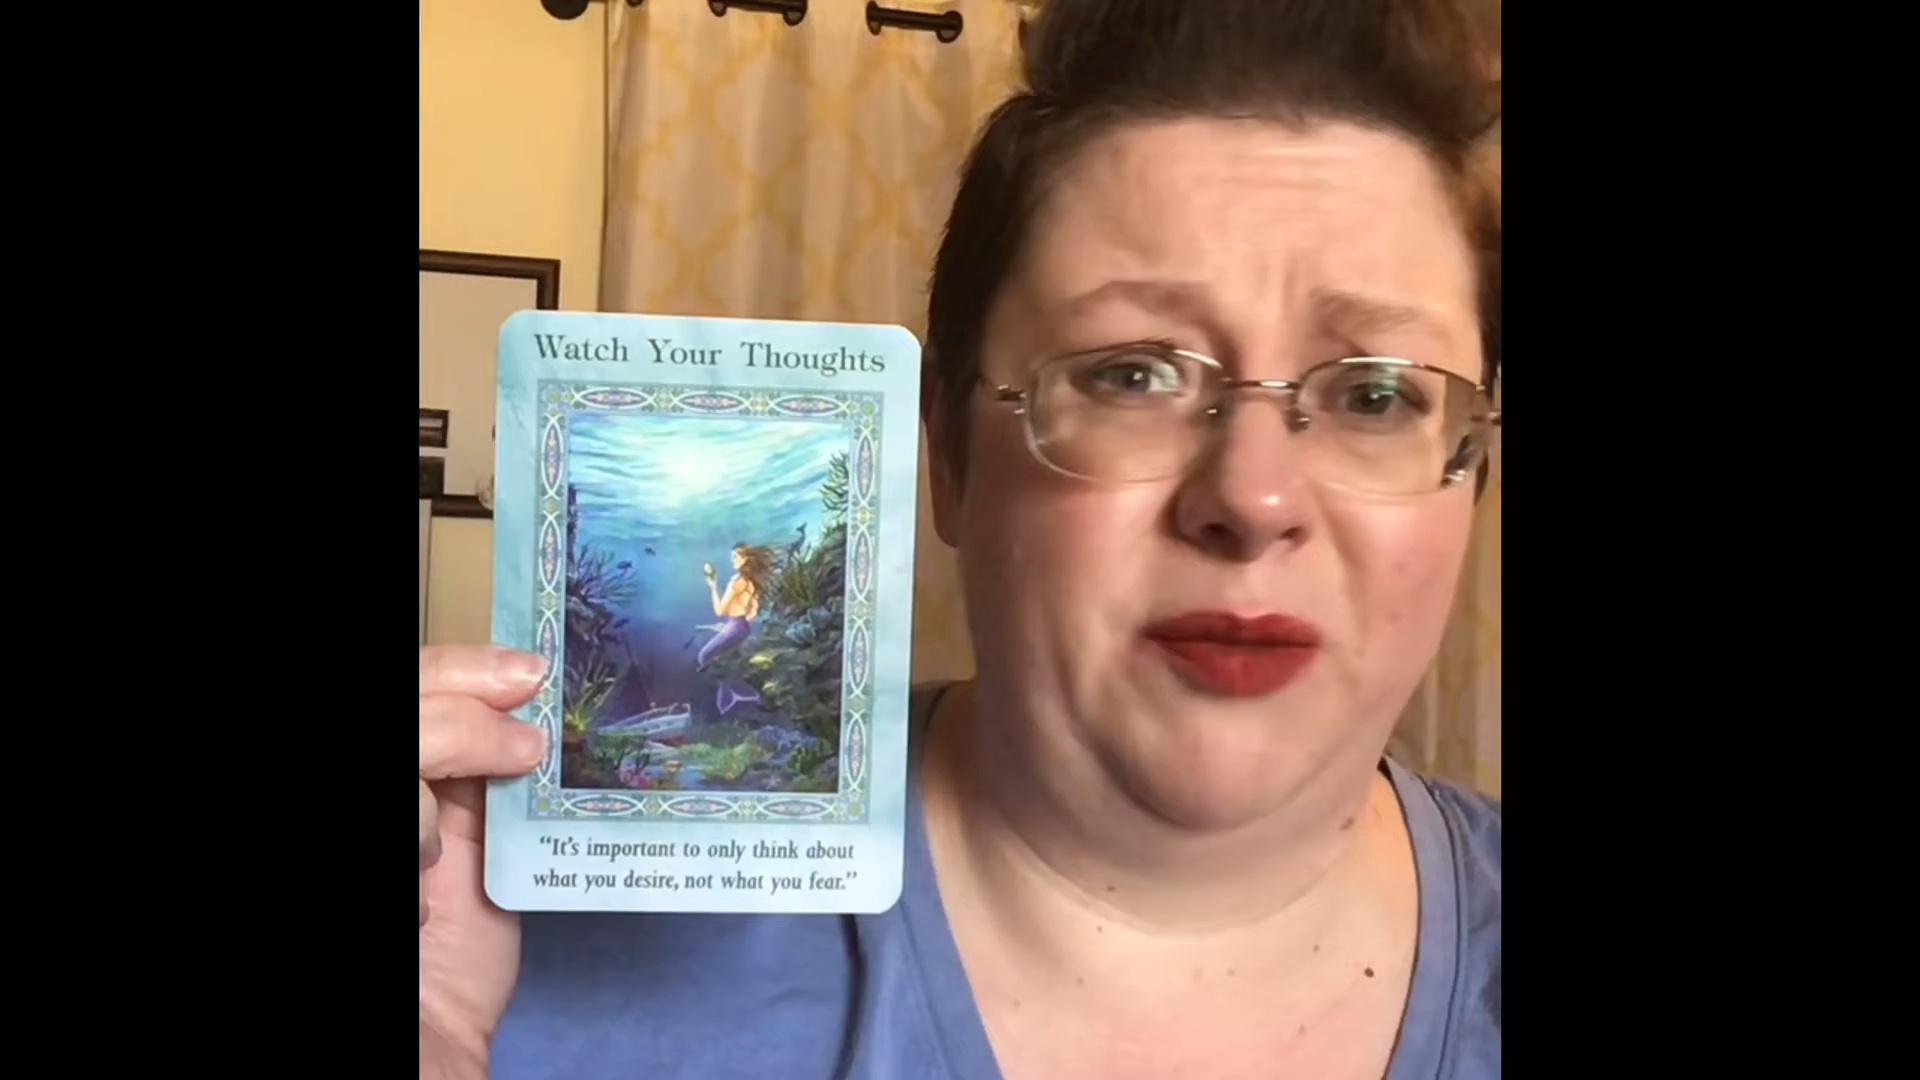 Watch Your Thoughts
“It’s important to only think about
what you desire, not what you fear.”